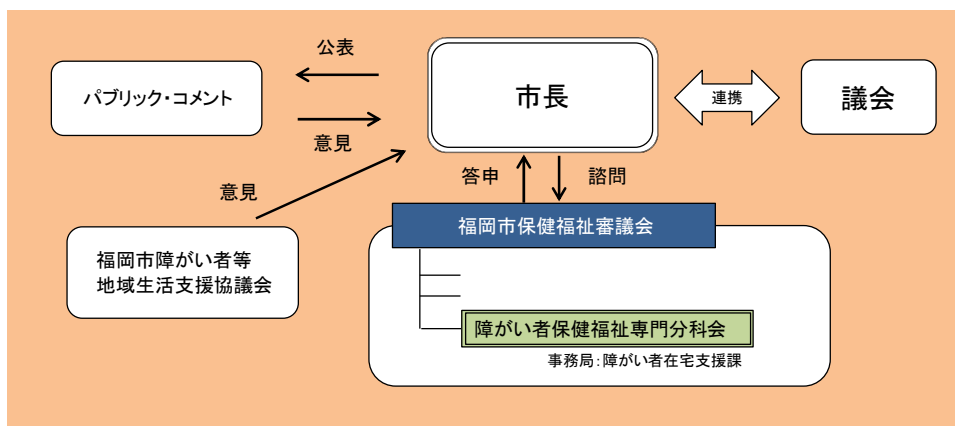 公表
パブリック・コメント
市長
連携
議会
意見
意見
答申
諮問
福岡市保健福祉審議会
福岡市障がい者等
地域生活支援協議会
障がい者保健福祉専門分科会
事務局:障がい者在宅支援課